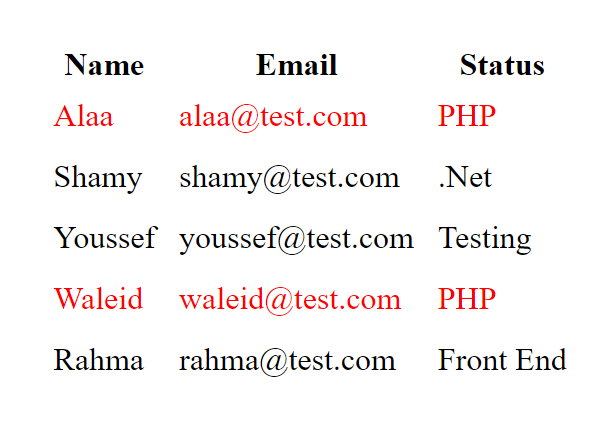 Name Email Status
Alaa alaa@test.com PHP
Shamy shamy@test.com .Net
Youssef youssef@test.com Testing
Waleid waleid@test.com PHP
Rahma rahma@test.com Front End